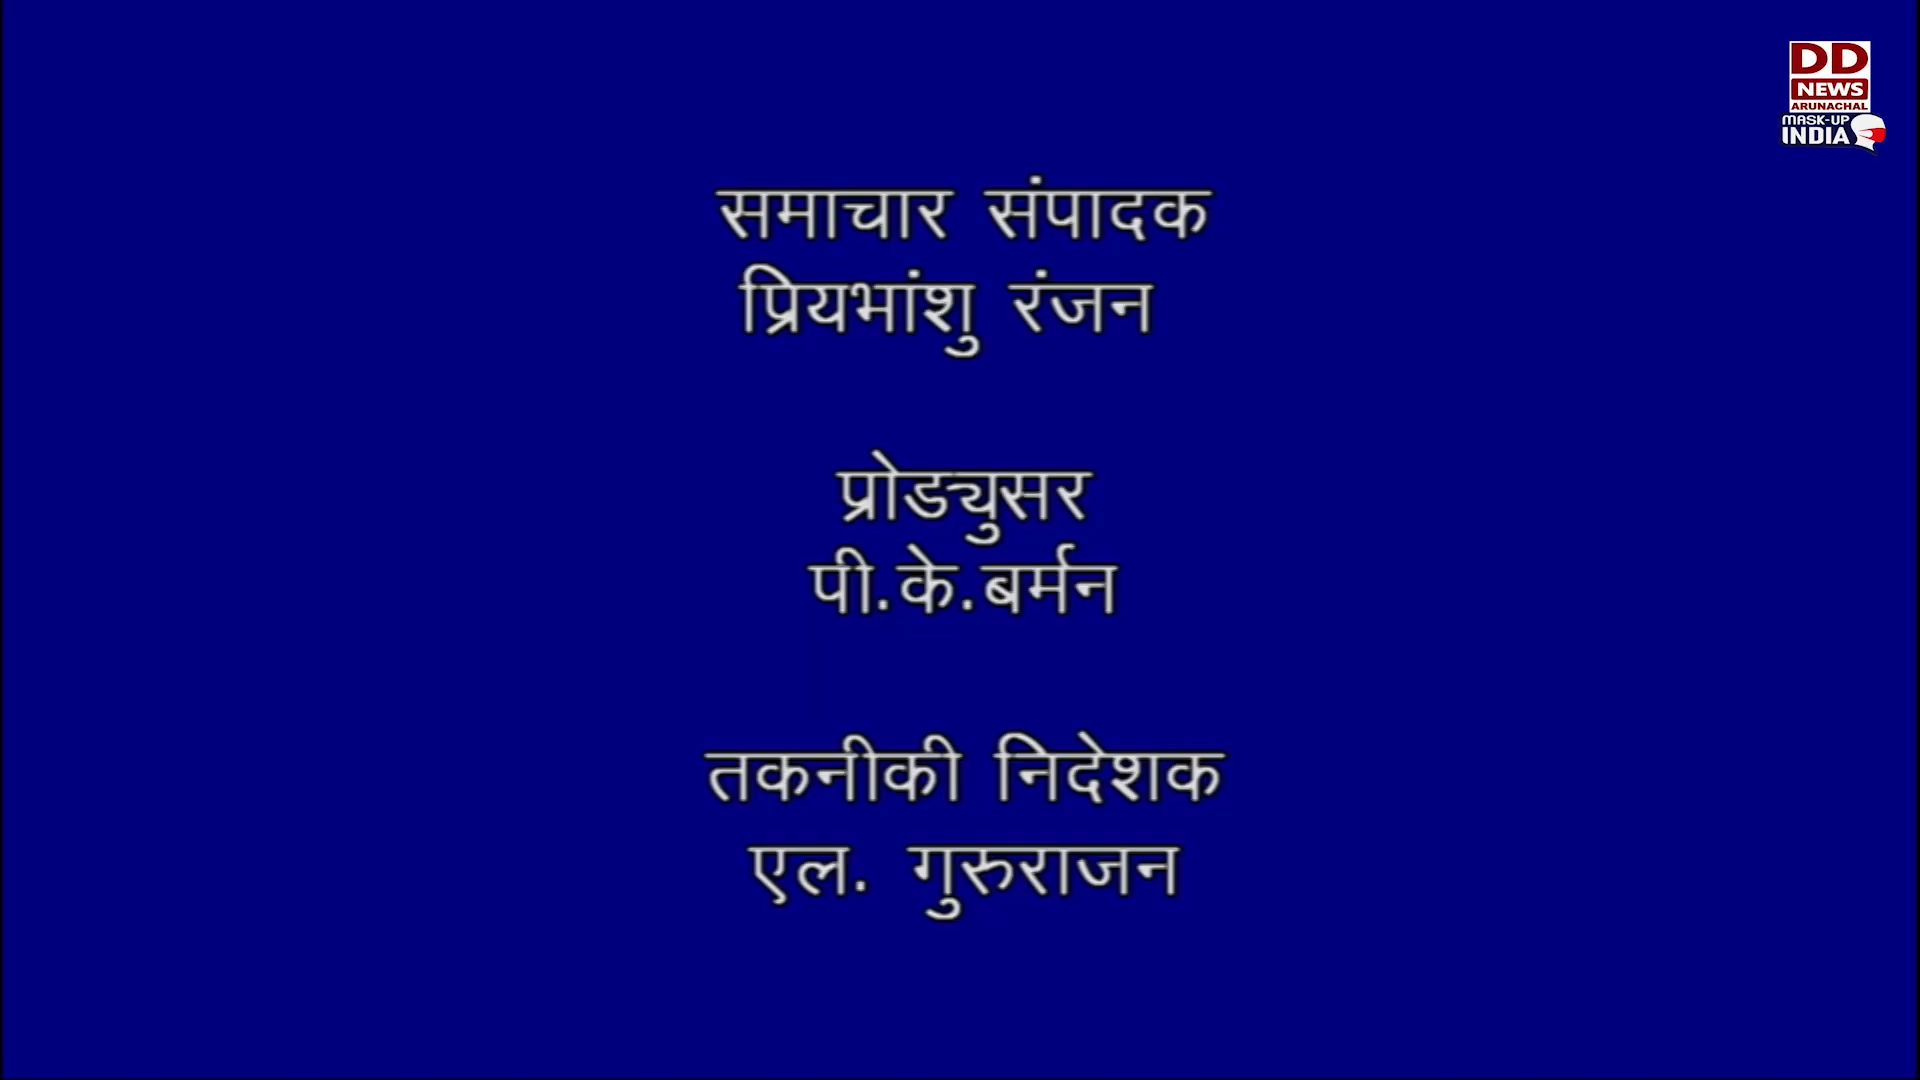 DD
NEWS
ARUNACHAL
MASK-UP
INDIA
समाचार संपादक
प्रियभांशु रंजन
प्रोड्युसर
पी.के.बर्मन
तकनीकी निदेशक
एल. गुरुराजन